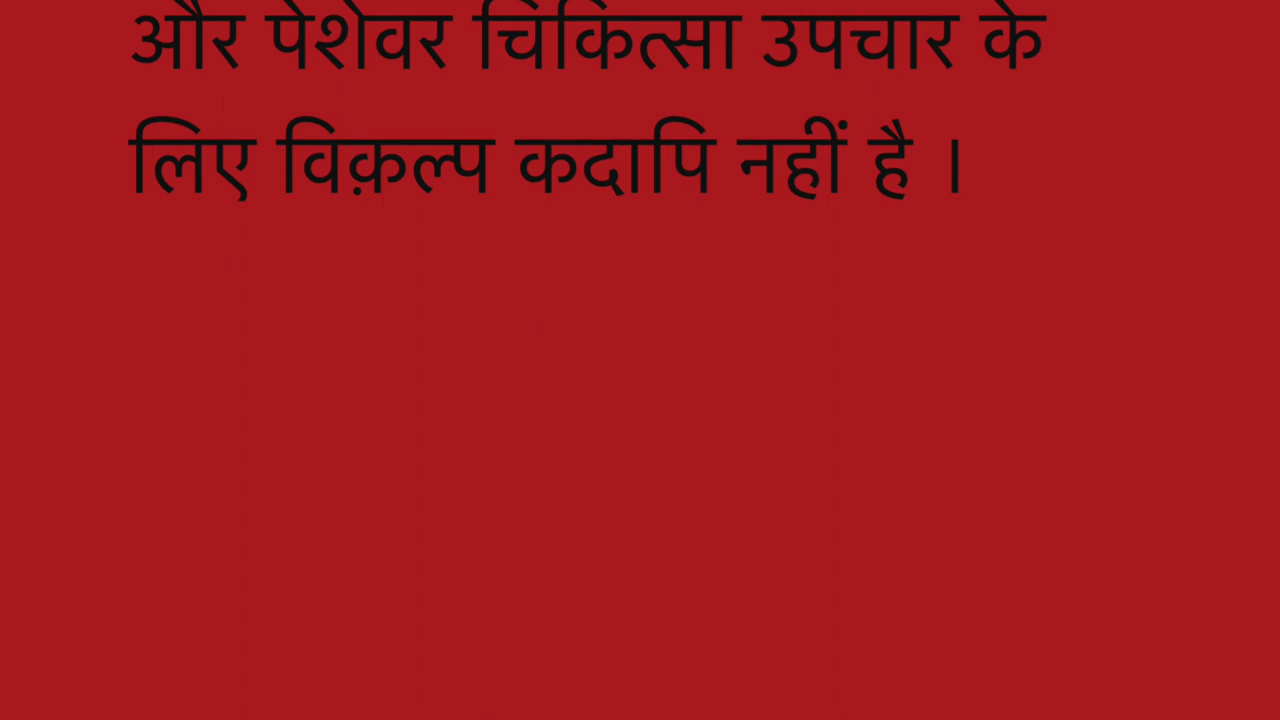 और पेशेवर चिकित्सा उपचार के
लिए विक़ल्प कदापि नहीं है ।